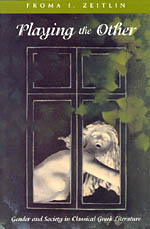 FROMA I. ZEITLIN
Playing the Other
Gender and Society in Classical Greek Literature